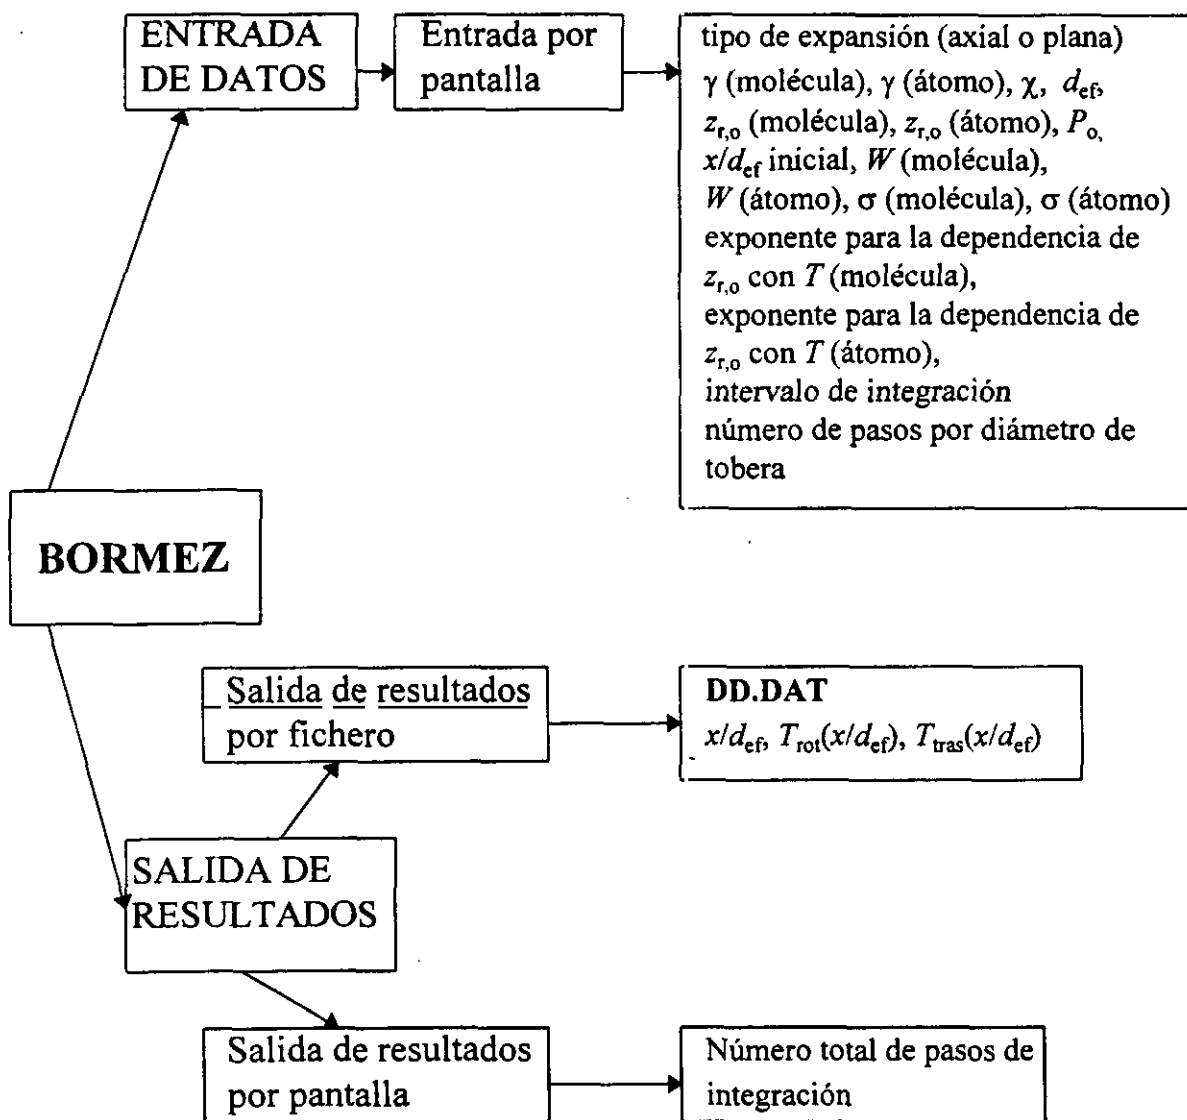 ENTRADA
DE DATOS
Entrada por
pantalla
tipo de expansión (axial o plana)
γ (molécula), γ (átomo), χ, d_ef,
z_r,o (molécula), z_r,o (átomo), P_o,
x/d_ef inicial, W (molécula),
W (átomo), σ (molécula), σ (átomo)
exponente para la dependencia de
z_r,o con T (molécula),
exponente para la dependencia de
z_r,o con T (átomo),
intervalo de integración
número de pasos por diámetro de
tobera
BORMEZ
Salida de resultados
por fichero
DD.DAT
x/d_ef, T_rot(x/d_ef), T_tras(x/d_ef)
SALIDA DE
RESULTADOS
Salida de resultados
por pantalla
Número total de pasos de
integración